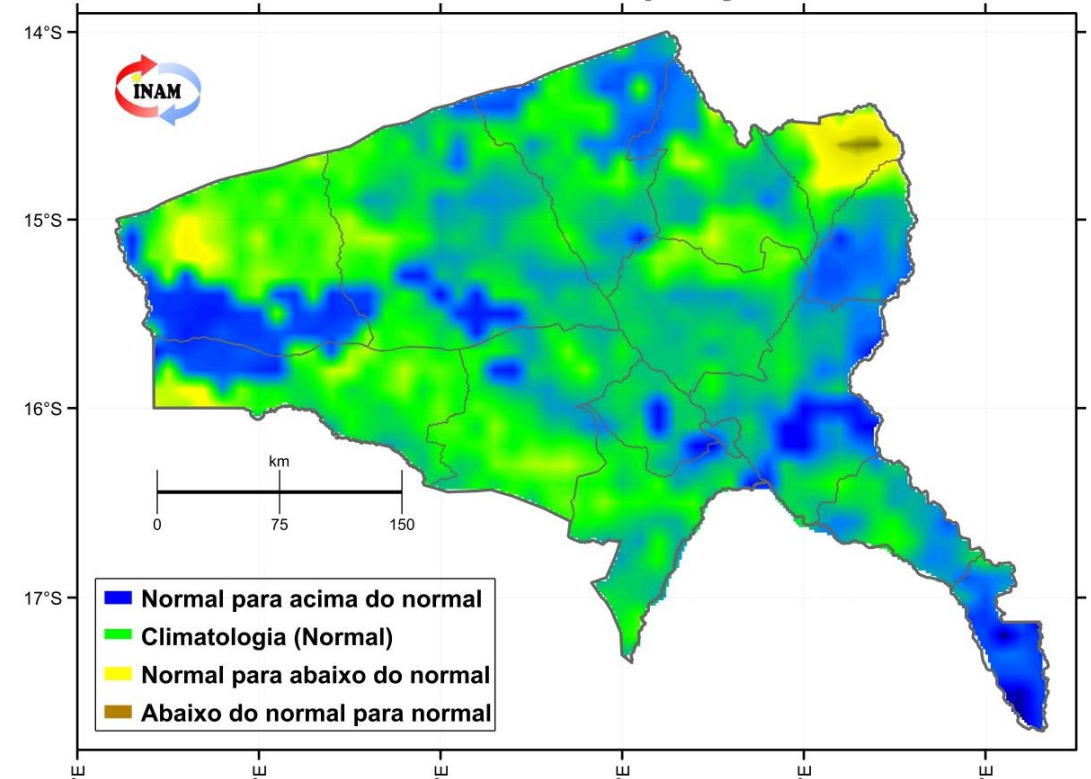 14°S
INAM
15°S
16°S
km
0 75 150
17°S
Normal para acima do normal
Climatologia (Normal)
Normal para abaixo do normal
Abaixo do normal para normal
E E E E E E